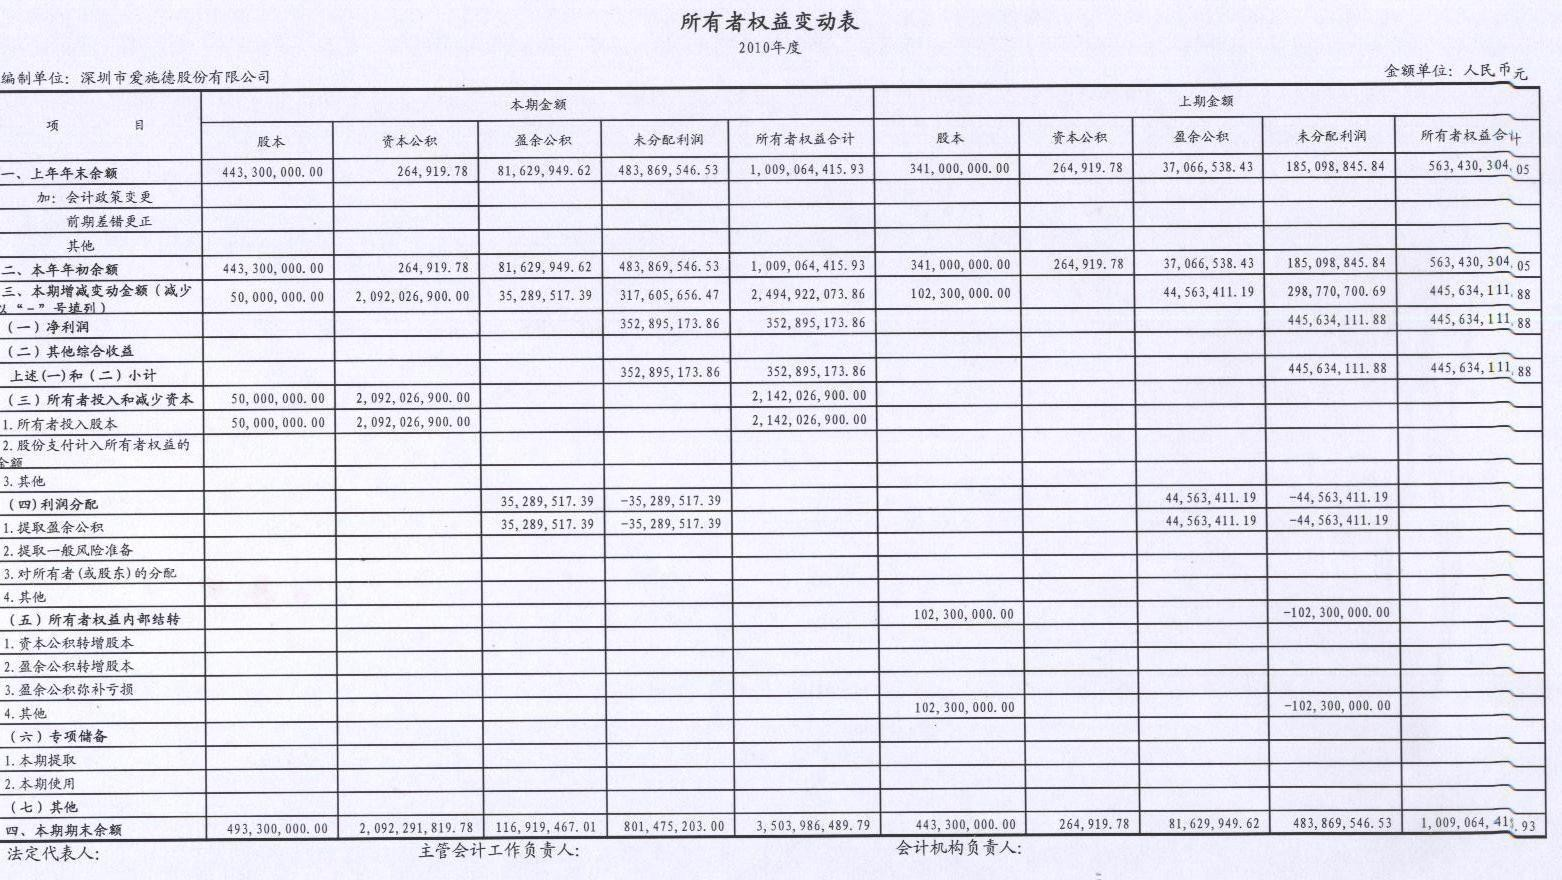 所有者权益变动表
2010年度
编制单位：深圳市爱施德股份有限公司 金额单位：人民币元
项 目 本期金额 上期金额
股本 资本公积 盈余公积 未分配利润 所有者权益合计 股本 资本公积 盈余公积 未分配利润 所有者权益合计
一、上年年末余额 443,300,000.00 264,919.78 81,629,949.62 483,869,546.53 1,009,064,415.93 341,000,000.00 264,919.78 37,066,538.43 185,098,845.84 563,430,304.05
加：会计政策变更
前期差错更正
其他
二、本年年初余额 443,300,000.00 264,919.78 81,629,949.62 483,869,546.53 1,009,064,415.93 341,000,000.00 264,919.78 37,066,538.43 185,098,845.84 563,430,304.05
三、本期增减变动金额（减少
以“－”号填列） 50,000,000.00 2,092,026,900.00 35,289,517.39 317,605,656.47 2,494,922,073.86 102,300,000.00 44,563,411.19 298,770,700.69 445,634,111.88
（一）净利润 352,895,173.86 352,895,173.86 445,634,111.88 445,634,111.88
（二）其他综合收益
上述(一)和（二）小计 352,895,173.86 352,895,173.86 445,634,111.88 445,634,111.88
（三）所有者投入和减少资本 50,000,000.00 2,092,026,900.00 2,142,026,900.00
1.所有者投入股本 50,000,000.00 2,092,026,900.00 2,142,026,900.00
2.股份支付计入所有者权益的
金额
3.其他
（四)利润分配 35,289,517.39 -35,289,517.39 44,563,411.19 -44,563,411.19
1.提取盈余公积 35,289,517.39 -35,289,517.39 44,563,411.19 -44,563,411.19
2.提取一般风险准备
3.对所有者(或股东)的分配
4.其他
（五）所有者权益内部结转 102,300,000.00 -102,300,000.00
1.资本公积转增股本
2.盈余公积转增股本
3.盈余公积弥补亏损
4.其他 102,300,000.00 -102,300,000.00
（六）专项储备
1.本期提取
2.本期使用
（七）其他
四、本期期末余额 493,300,000.00 2,092,291,819.78 116,919,467.01 801,475,203.00 3,503,986,489.79 443,300,000.00 264,919.78 81,629,949.62 483,869,546.53 1,009,064,415.93
法定代表人： 主管会计工作负责人： 会计机构负责人：